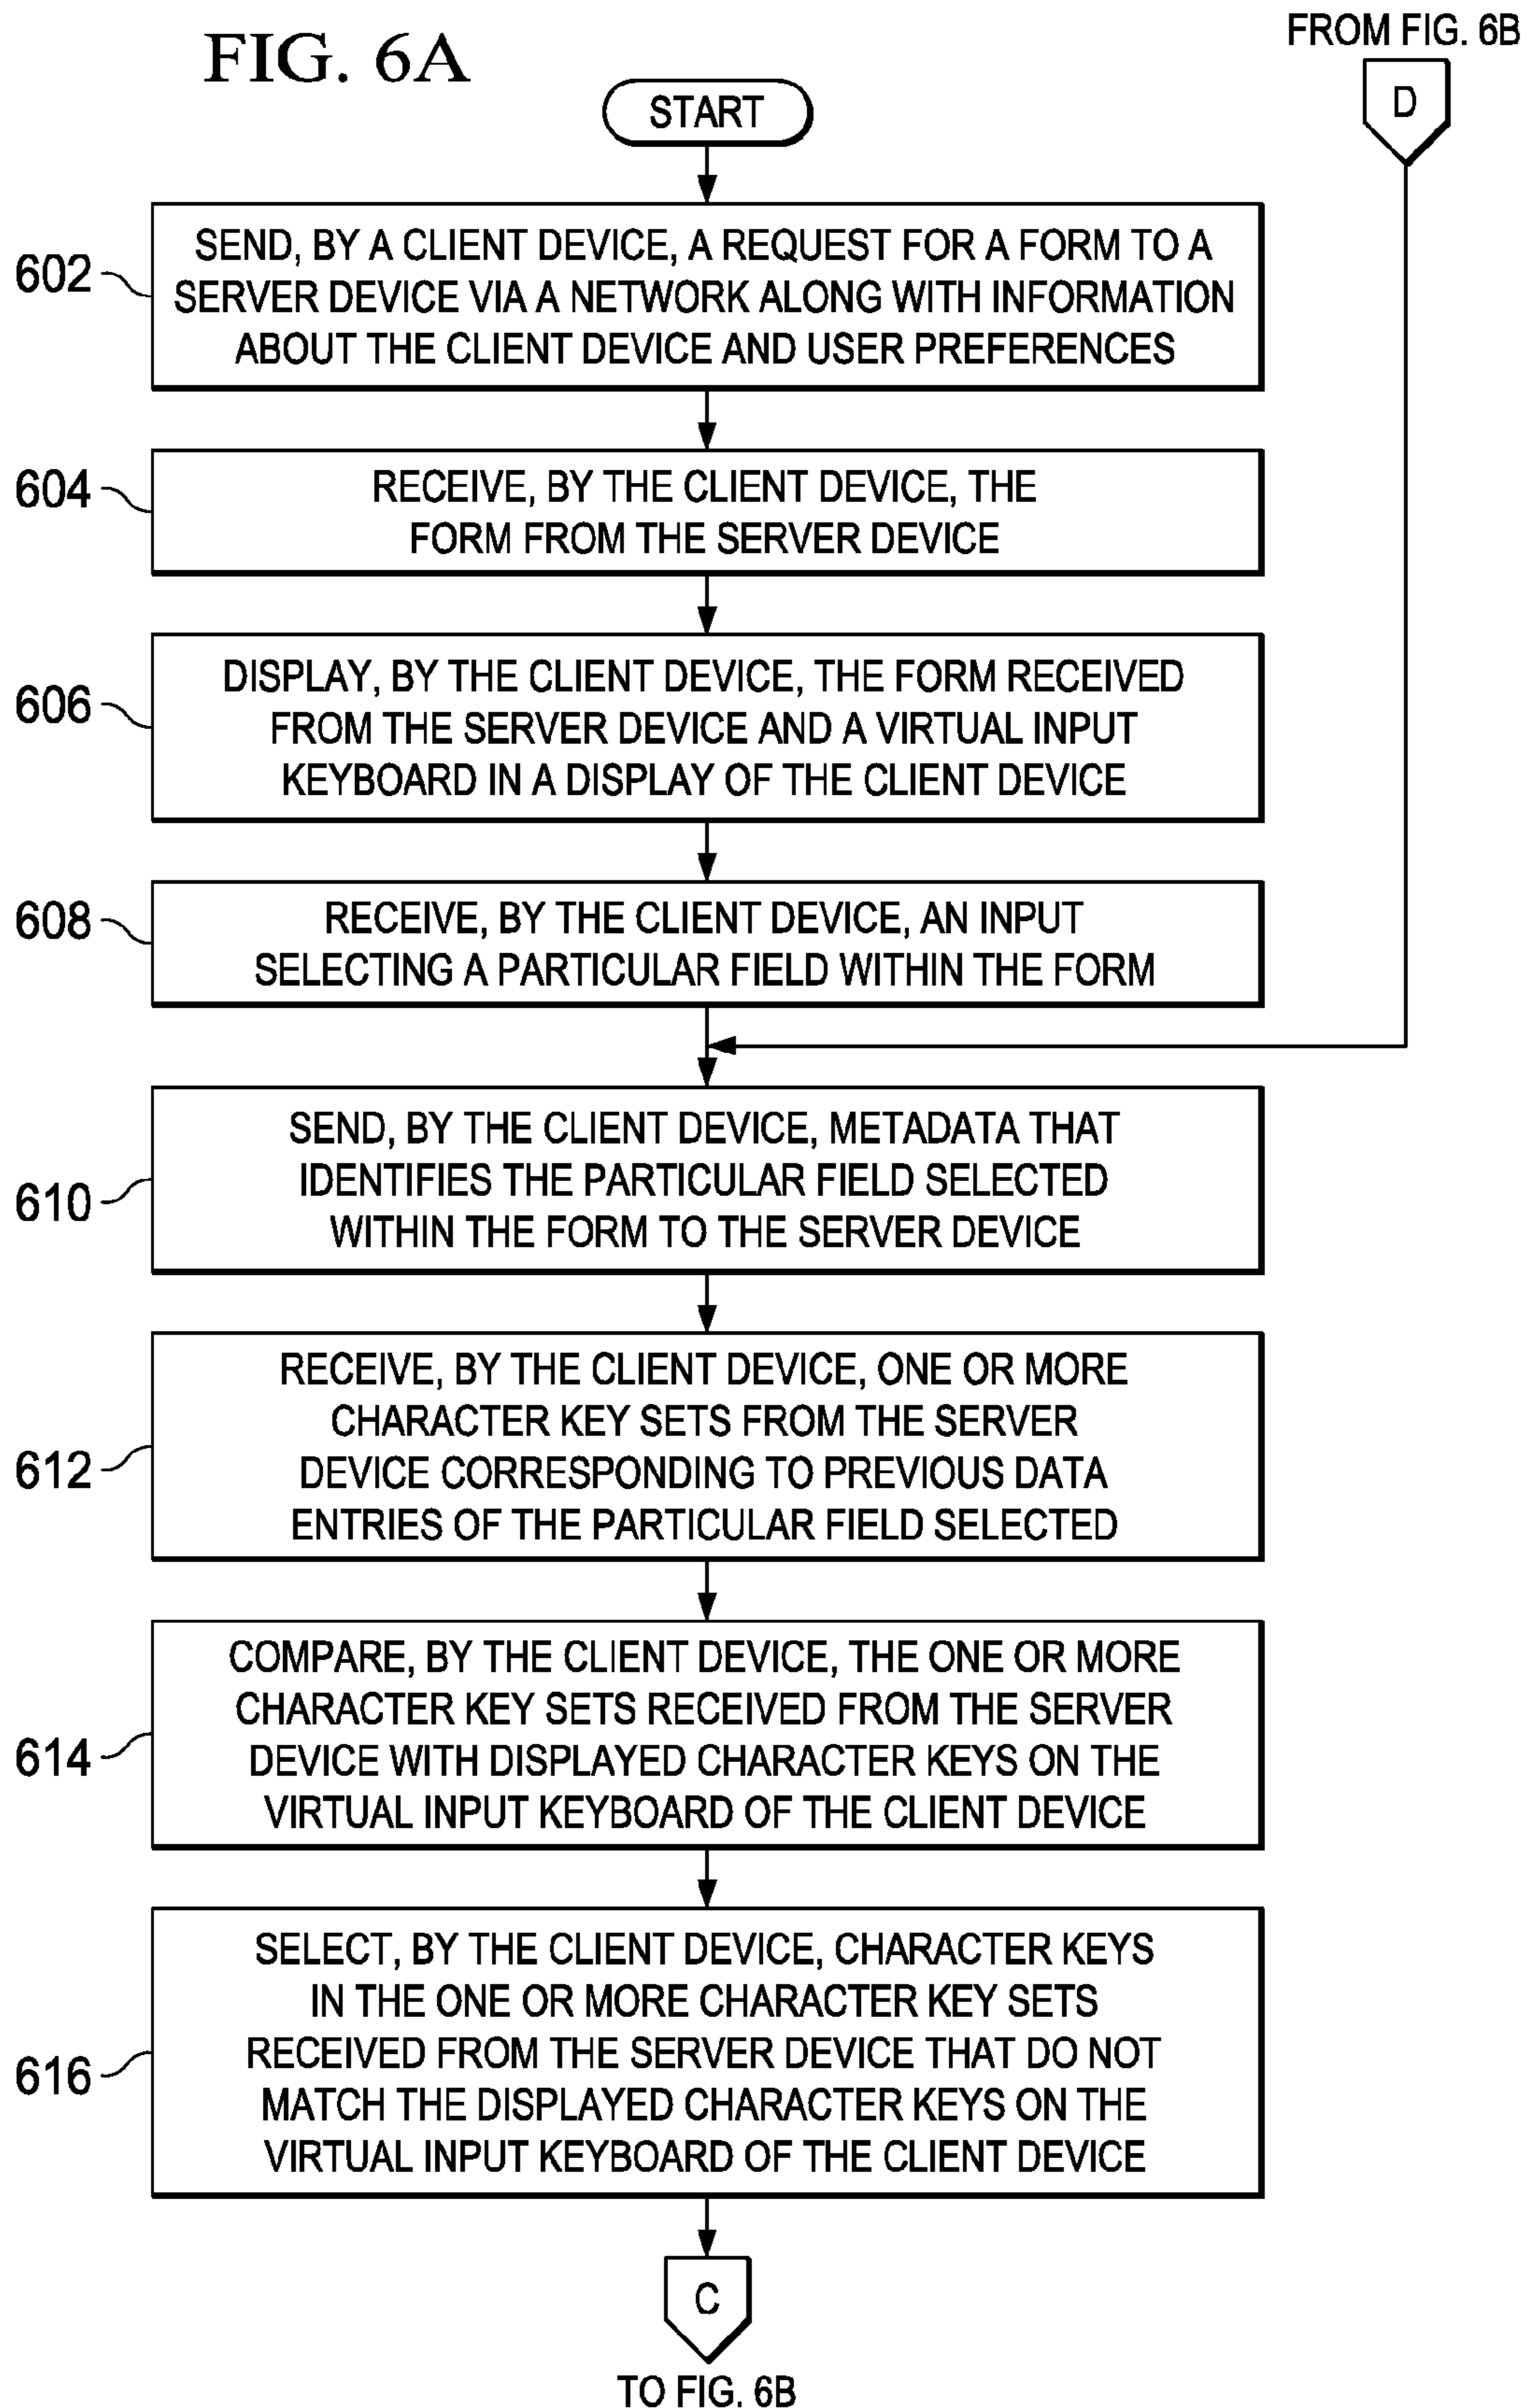 FIG. 6A
FROM FIG. 6B
D
START
602
SEND, BY A CLIENT DEVICE, A REQUEST FOR A FORM TO A
SERVER DEVICE VIA A NETWORK ALONG WITH INFORMATION
ABOUT THE CLIENT DEVICE AND USER PREFERENCES
604
RECEIVE, BY THE CLIENT DEVICE, THE
FORM FROM THE SERVER DEVICE
606
DISPLAY, BY THE CLIENT DEVICE, THE FORM RECEIVED
FROM THE SERVER DEVICE AND A VIRTUAL INPUT
KEYBOARD IN A DISPLAY OF THE CLIENT DEVICE
608
RECEIVE, BY THE CLIENT DEVICE, AN INPUT
SELECTING A PARTICULAR FIELD WITHIN THE FORM
610
SEND, BY THE CLIENT DEVICE, METADATA THAT
IDENTIFIES THE PARTICULAR FIELD SELECTED
WITHIN THE FORM TO THE SERVER DEVICE
612
RECEIVE, BY THE CLIENT DEVICE, ONE OR MORE
CHARACTER KEY SETS FROM THE SERVER
DEVICE CORRESPONDING TO PREVIOUS DATA
ENTRIES OF THE PARTICULAR FIELD SELECTED
614
COMPARE, BY THE CLIENT DEVICE, THE ONE OR MORE
CHARACTER KEY SETS RECEIVED FROM THE SERVER
DEVICE WITH DISPLAYED CHARACTER KEYS ON THE
VIRTUAL INPUT KEYBOARD OF THE CLIENT DEVICE
616
SELECT, BY THE CLIENT DEVICE, CHARACTER KEYS
IN THE ONE OR MORE CHARACTER KEY SETS
RECEIVED FROM THE SERVER DEVICE THAT DO NOT
MATCH THE DISPLAYED CHARACTER KEYS ON THE
VIRTUAL INPUT KEYBOARD OF THE CLIENT DEVICE
C
TO FIG. 6B